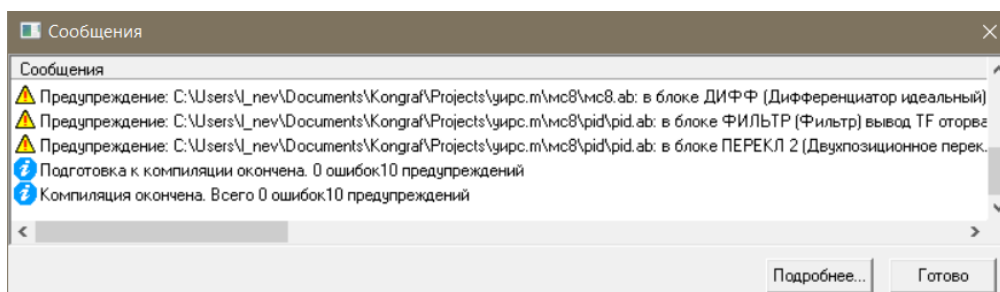 Сообщения
Сообщения
Предупреждение: C:\Users\l_nev\Documents\Kongraf\Projects\уирс.m\мс8\мс8.ab: в блоке ДИФФ (Дифференциатор идеальный)
Предупреждение: C:\Users\l_nev\Documents\Kongraf\Projects\уирс.m\мс8\pid\pid.ab: в блоке ФИЛЬТР (Фильтр) вывод TF оторва
Предупреждение: C:\Users\l_nev\Documents\Kongraf\Projects\уирс.m\мс8\pid\pid.ab: в блоке ПЕРЕКЛ 2 (Двухпозиционное перек...
Подготовка к компиляции окончена. 0 ошибок10 предупреждений
Компиляция окончена. Всего 0 ошибок10 предупреждений
Подробнее... Готово